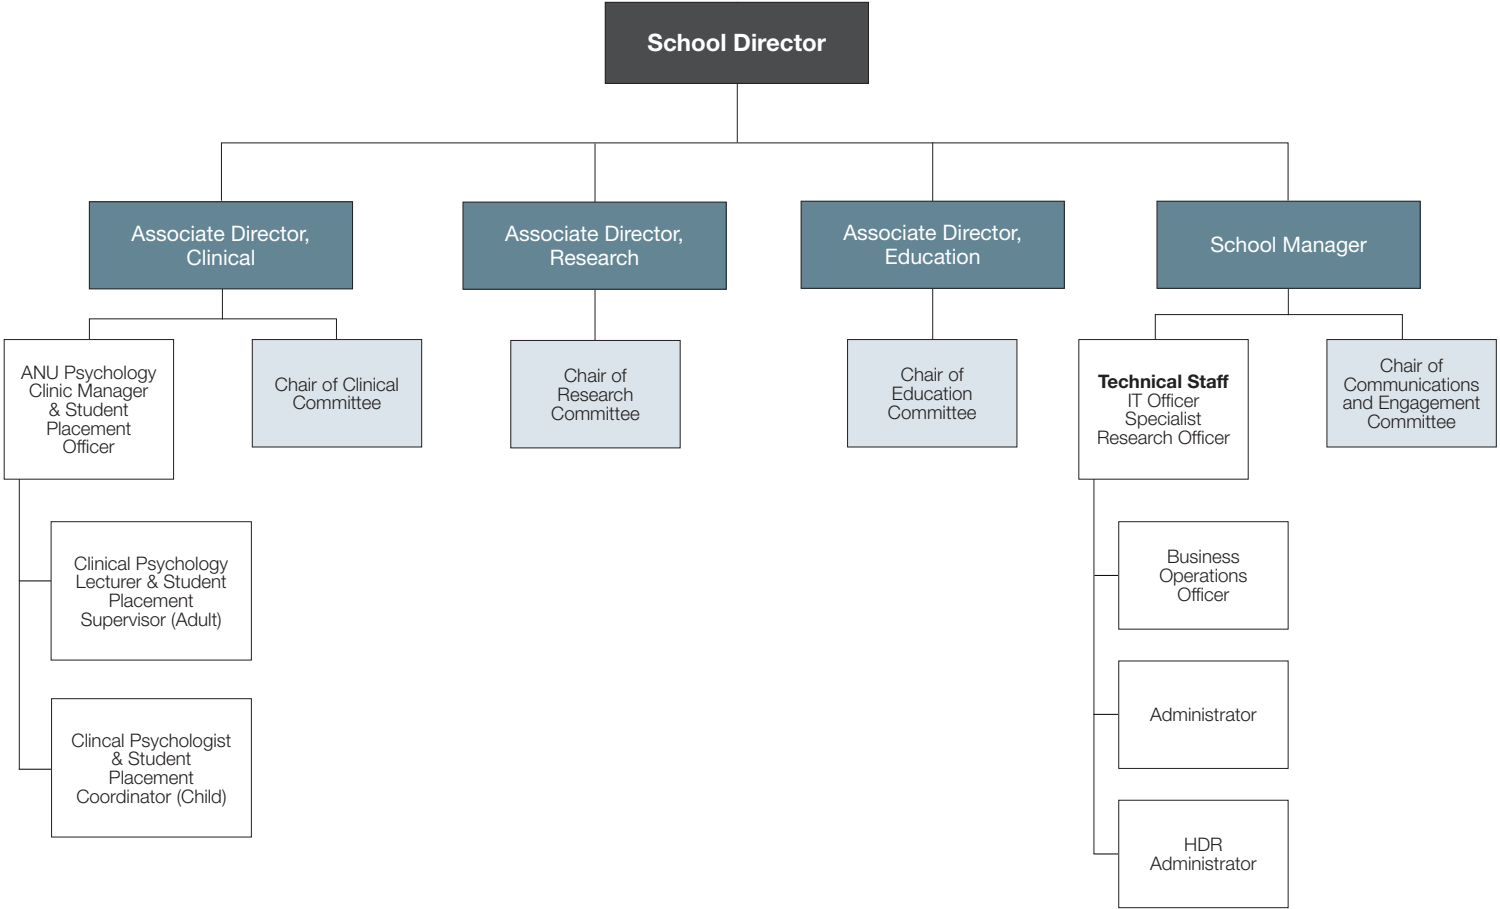 School Director
Associate Director,
Clinical
Associate Director,
Research
Associate Director,
Education
School Manager
ANU Psychology
Clinic Manager
& Student
Placement
Officer
Chair of Clinical
Committee
Chair of
Research
Committee
Chair of
Education
Committee
Technical Staff
IT Officer
Specialist
Research Officer
Chair of
Communications
and Engagement
Committee
Clinical Psychology
Lecturer & Student
Placement
Supervisor (Adult)
Clincal Psychologist
& Student
Placement
Coordinator (Child)
Business
Operations
Officer
Administrator
HDR
Administrator